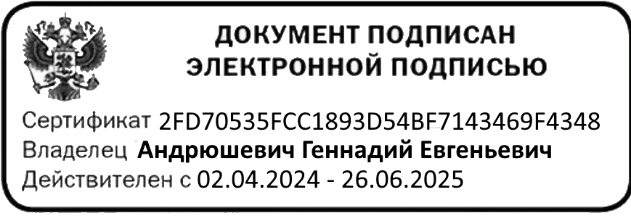 ДОКУМЕНТ ПОДПИСАН
ЭЛЕКТРОННОЙ ПОДПИСЬЮ
Сертификат 2FD70535FCC1893D54BF7143469F4348
Владелец Андрюшевич Геннадий Евгеньевич
Действителен с 02.04.2024 - 26.06.2025